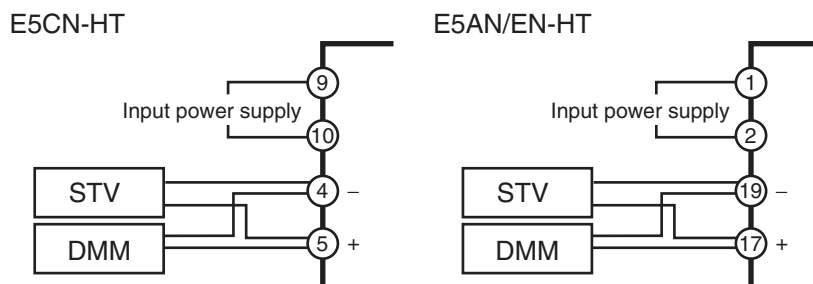 E5CN-HT
9
Input power supply
10
STV
4 −
DMM
5 +
E5AN/EN-HT
1
Input power supply
2
STV
19 −
DMM
17 +